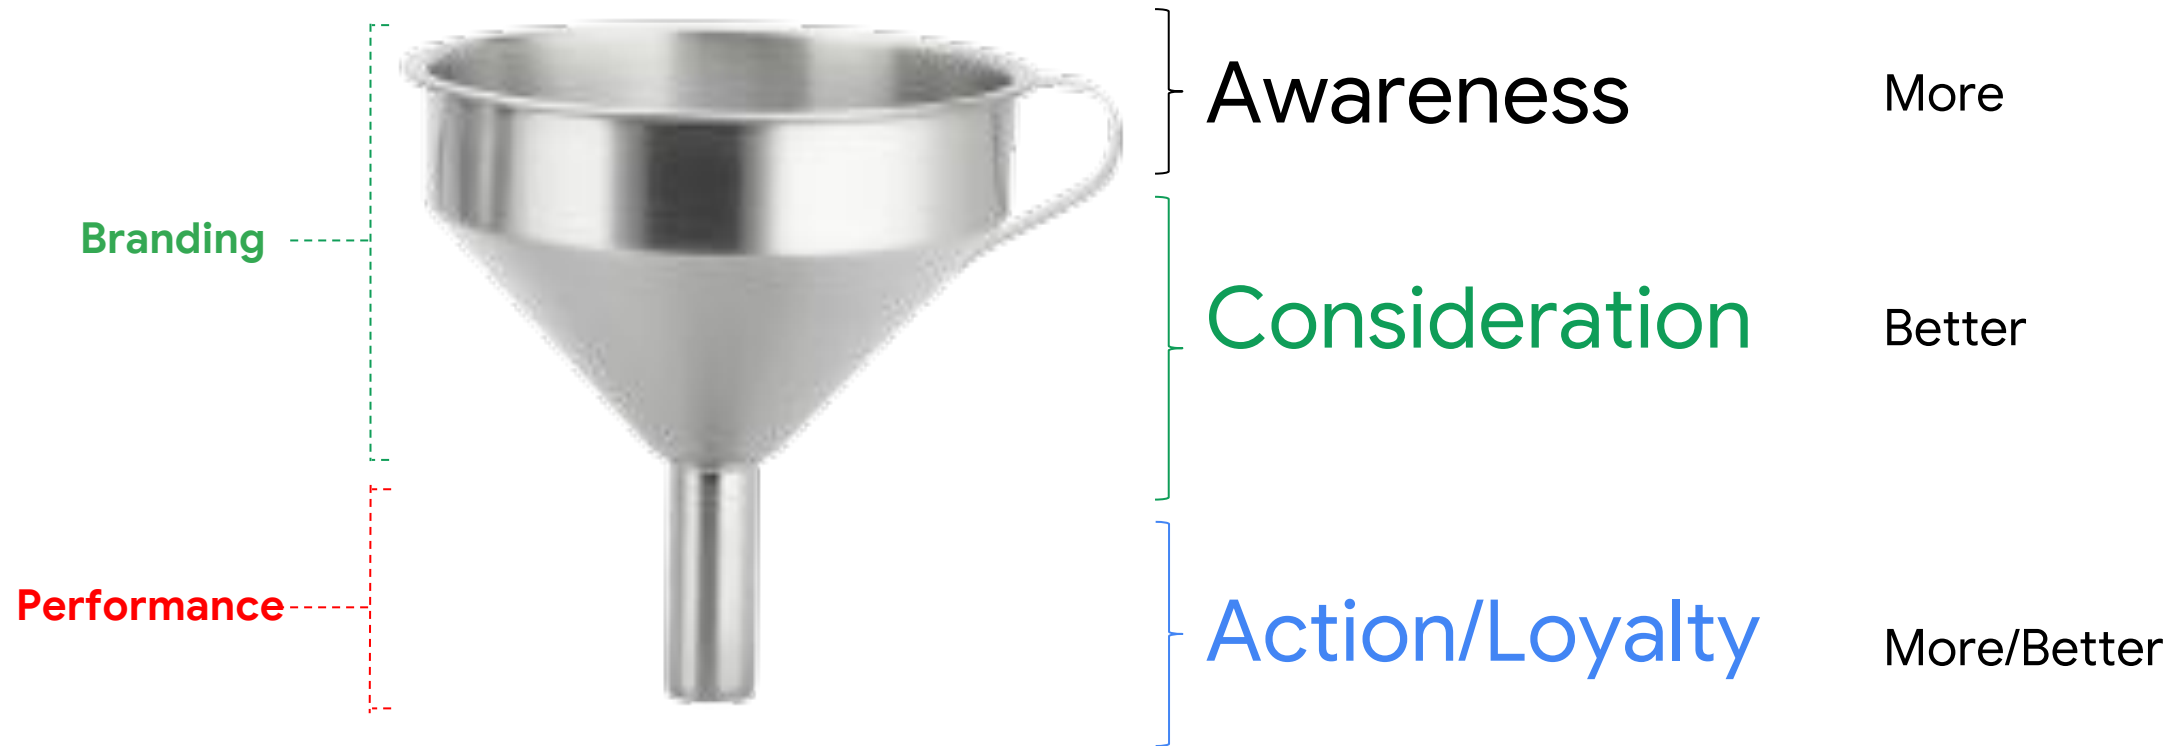 Awareness
More
Branding
Consideration
Better
Performance
Action/Loyalty
More/Better